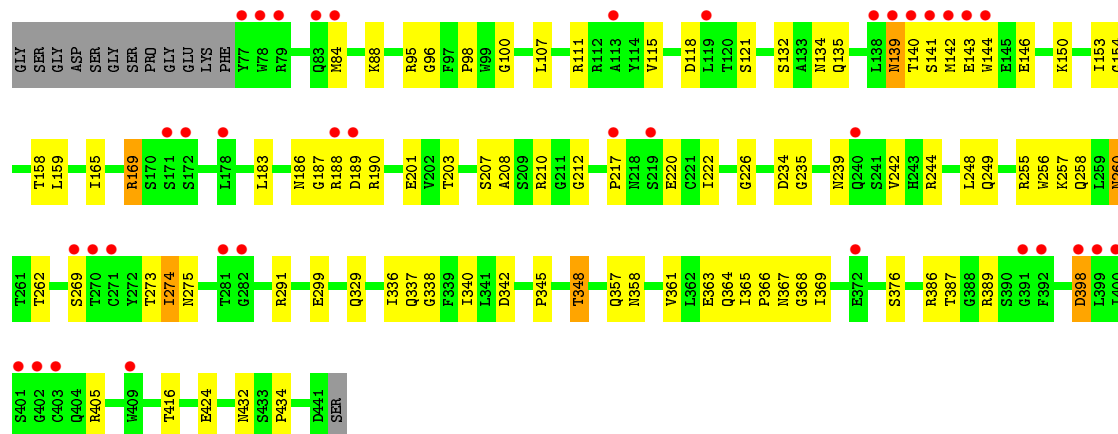 GLY SER GLY ASP SER GLY SER PRO GLY GLU LYS PHE Y77 W78 R79 Q83 M84 K88 R95 G96 F97 P98 W99 G100 L107 R111 R112 A113 Y114 V115 D118 L119 T120 S121 S132 A133 N134 Q135 L138 N139 T140 S141 M142 E143 W144 E145 E146 K150 I153 G154
T158 L159 I165 R169 S170 S171 S172 L178 L183 N186 G187 R188 D189 R190 E201 V202 T203 S207 A208 S209 R210 G211 G212 P217 N218 S219 E220 C221 I222 G226 D234 G235 N239 Q240 S241 V242 H243 R244 L248 Q249 R255 W256 K257 Q258 L259 N260
T261 T262 S269 T270 C271 Y272 T273 I274 N275 T281 G282 R291 E299 Q329 I336 Q337 G338 F339 I340 L341 D342 P345 T348 Q357 N358 V361 L362 E363 Q364 I365 P366 N367 G368 I369 E372 S376 R386 T387 G388 R389 S390 G391 F392 D398 L399 I400
S401 G402 C403 Q404 R405 W409 T416 E424 N432 S433 P434 D441 SER